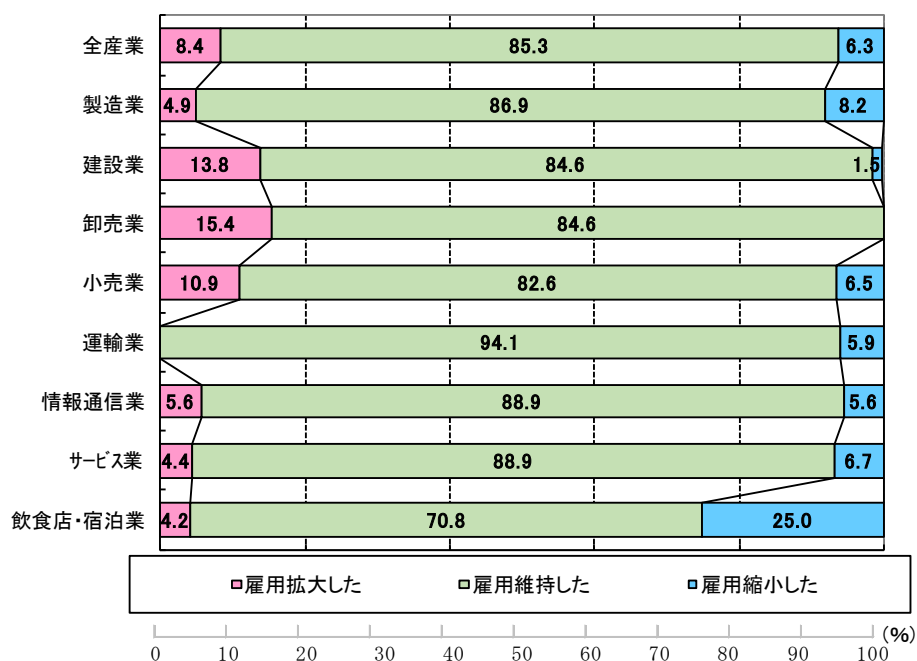 全産業 8.4 85.3 6.3
製造業 4.9 86.9 8.2
建設業 13.8 84.6 1.5
卸売業 15.4 84.6
小売業 10.9 82.6 6.5
運輸業 94.1 5.9
情報通信業 5.6 88.9 5.6
サービス業 4.4 88.9 6.7
飲食店・宿泊業 4.2 70.8 25.0
雇用拡大した 雇用維持した 雇用縮小した
(%)
0 10 20 30 40 50 60 70 80 90 100